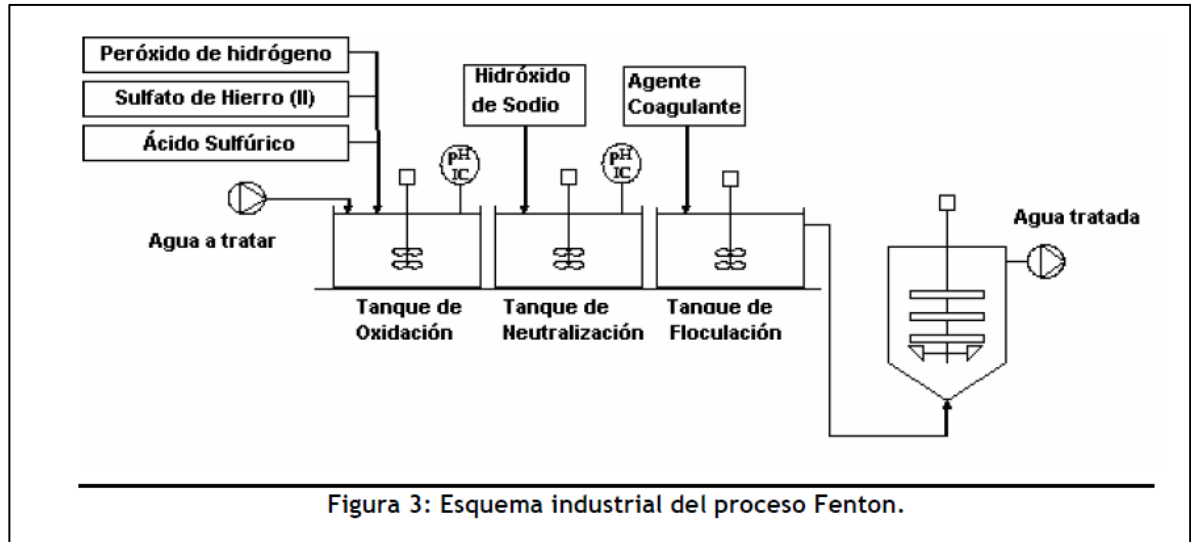 Peróxido de hidrógeno
Sulfato de Hierro (II)
Ácido Sulfúrico
Hidróxido
de Sodio
Agente
Coagulante
pH
IC
pH
IC
Agua a tratar
Agua tratada
Tanque de
Oxidación
Tanque de
Neutralización
Tanque de
Floculación
Figura 3: Esquema industrial del proceso Fenton.